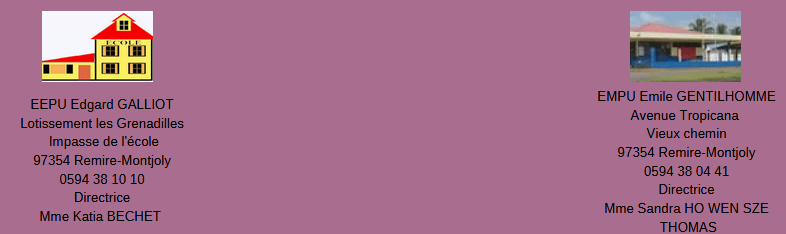 ECOLE
EEPU Edgard GALLIOT
Lotissement les Grenadilles
Impasse de l'école
97354 Remire-Montjoly
0594 38 10 10
Directrice
Mme Katia BECHET
EMPU Emile GENTILHOMME
Avenue Tropicana
Vieux chemin
97354 Remire-Montjoly
0594 38 04 41
Directrice
Mme Sandra HO WEN SZE
THOMAS